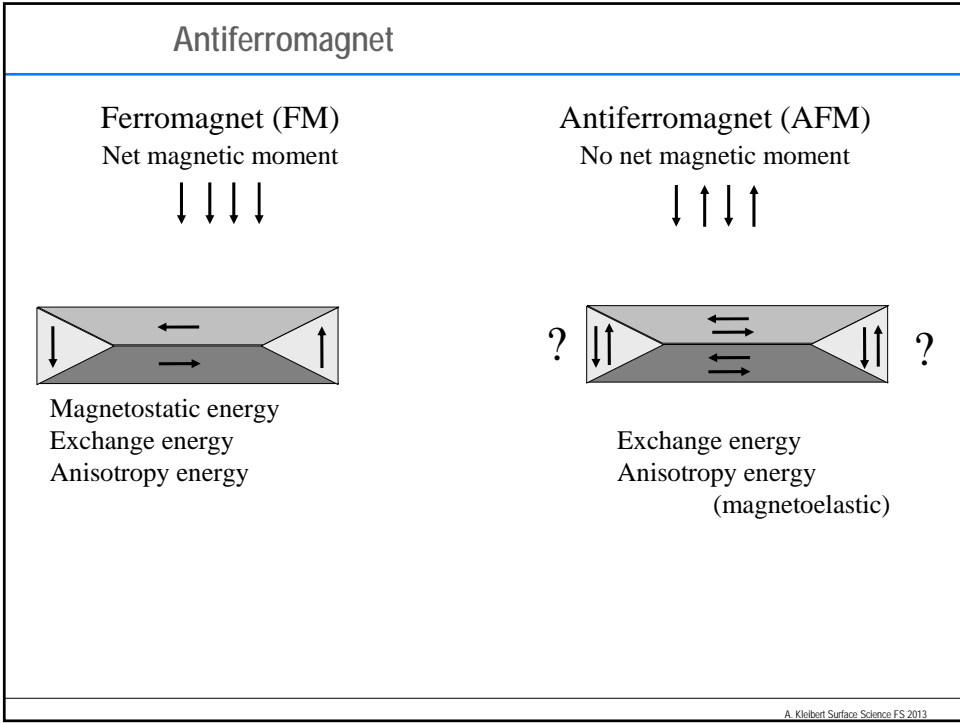 Antiferromagnet
Ferromagnet (FM)
Net magnetic moment
Antiferromagnet (AFM)
No net magnetic moment
?
?
Magnetostatic energy
Exchange energy
Anisotropy energy
Exchange energy
Anisotropy energy
(magnetoelastic)
A. Kleibert Surface Science FS 2013